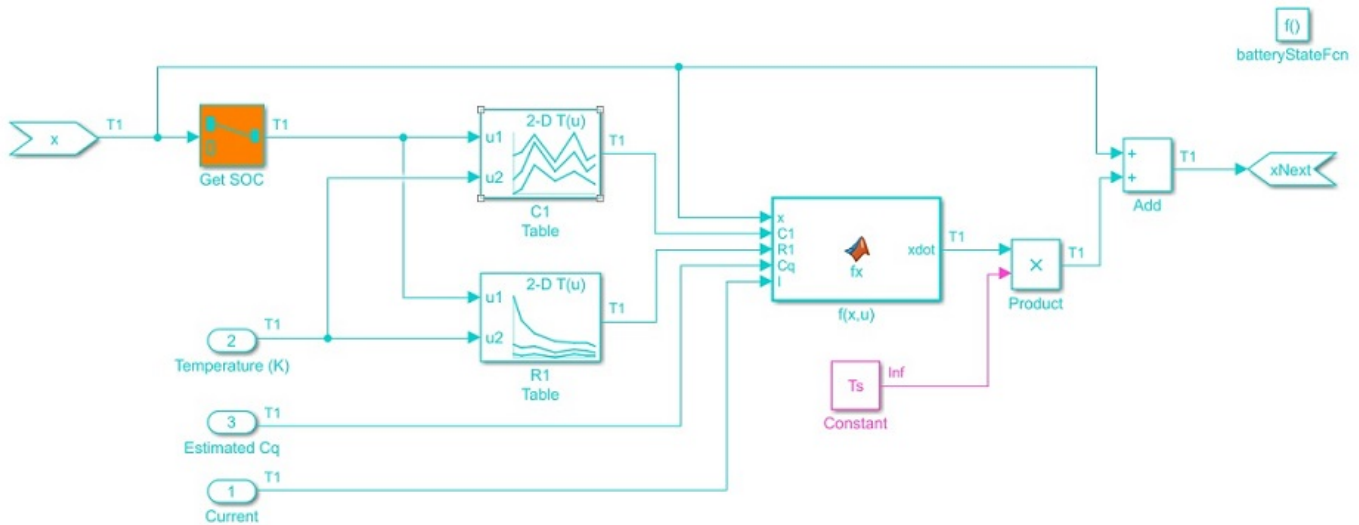 f()
batteryStateFcn
x
T1
Get SOC
T1
2-D T(u)
u1
u2
T1
C1
Table
2-D T(u)
u1
u2
T1
R1
Table
2
T1
Temperature (K)
3
T1
Estimated Cq
1
T1
Current
x
C1
R1
Cq
I
fx
xdot
T1
f(x,u)
Ts
Inf
Constant
×
T1
Product
+
+
T1
Add
xNext